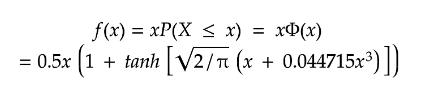 f(x) = xP(X ≤ x) = xΦ(x)
= 0.5x (1 + tanh [√2/π (x + 0.044715x³)])